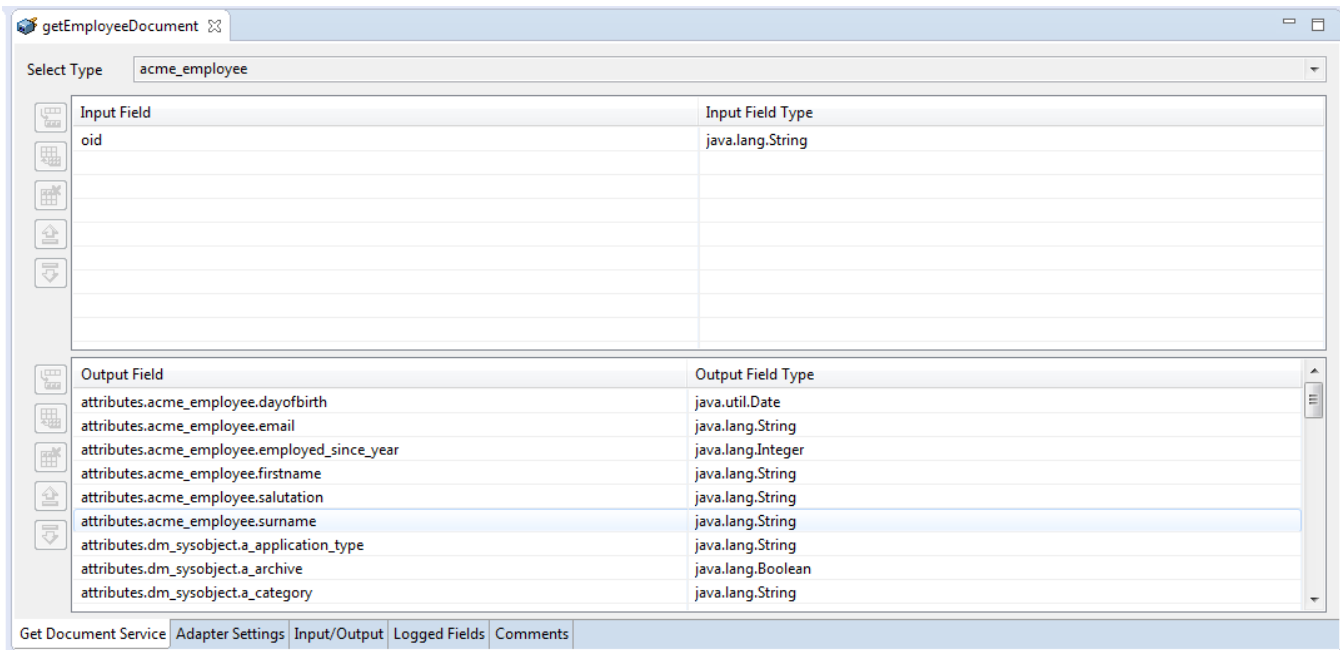 getEmployeeDocument
Select Type acme_employee
Input Field Input Field Type
oid java.lang.String
Output Field Output Field Type
attributes.acme_employee.dayofbirth java.util.Date
attributes.acme_employee.email java.lang.String
attributes.acme_employee.employed_since_year java.lang.Integer
attributes.acme_employee.firstname java.lang.String
attributes.acme_employee.salutation java.lang.String
attributes.acme_employee.surname java.lang.String
attributes.dm_sysobject.a_application_type java.lang.String
attributes.dm_sysobject.a_archive java.lang.Boolean
attributes.dm_sysobject.a_category java.lang.String
Get Document Service Adapter Settings Input/Output Logged Fields Comments